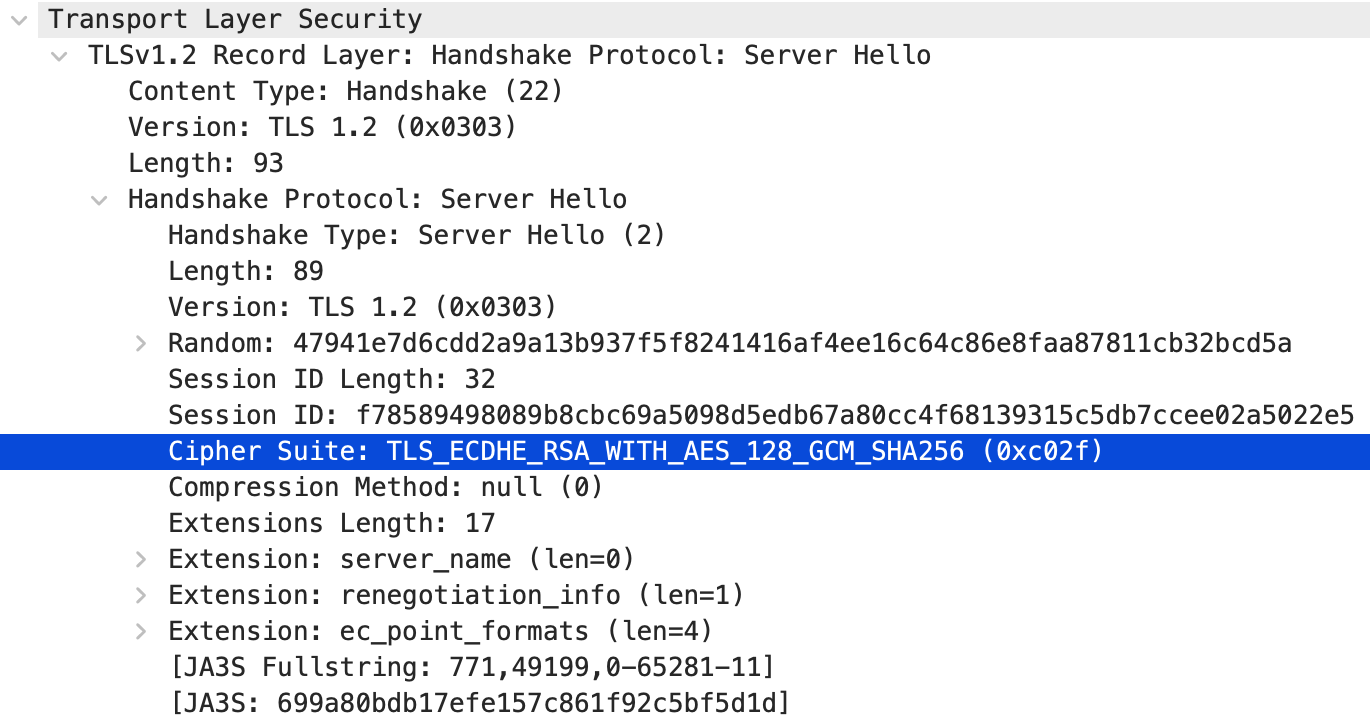 Transport Layer Security
TLSv1.2 Record Layer: Handshake Protocol: Server Hello
Content Type: Handshake (22)
Version: TLS 1.2 (0x0303)
Length: 93
Handshake Protocol: Server Hello
Handshake Type: Server Hello (2)
Length: 89
Version: TLS 1.2 (0x0303)
Random: 47941e7d6cdd2a9a13b937f5f8241416af4ee16c64c86e8faa87811cb32bcd5a
Session ID Length: 32
Session ID: f78589498089b8cbc69a5098d5edb67a80cc4f68139315c5db7ccee02a5022e5
Cipher Suite: TLS_ECDHE_RSA_WITH_AES_128_GCM_SHA256 (0xc02f)
Compression Method: null (0)
Extensions Length: 17
Extension: server_name (len=0)
Extension: renegotiation_info (len=1)
Extension: ec_point_formats (len=4)
[JA3S Fullstring: 771,49199,0-65281-11]
[JA3S: 699a80bdb17efe157c861f92c5bf5d1d]